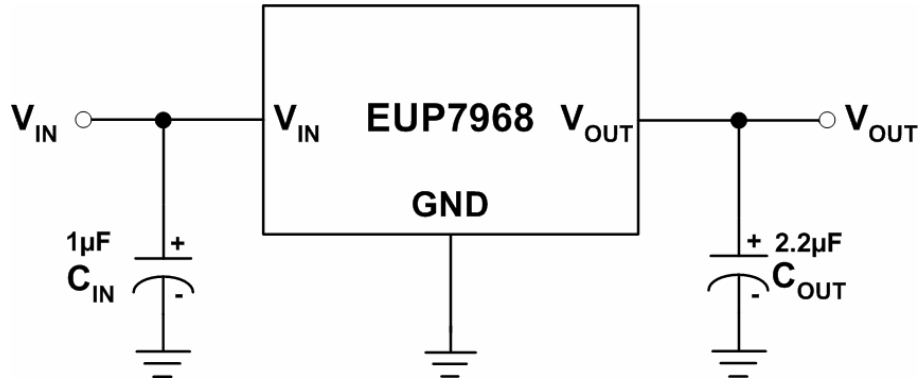 V_IN
V_IN
EUP7968
V_OUT
V_OUT
GND
1µF
+
C_IN
-
+
2.2µF
C_OUT
-